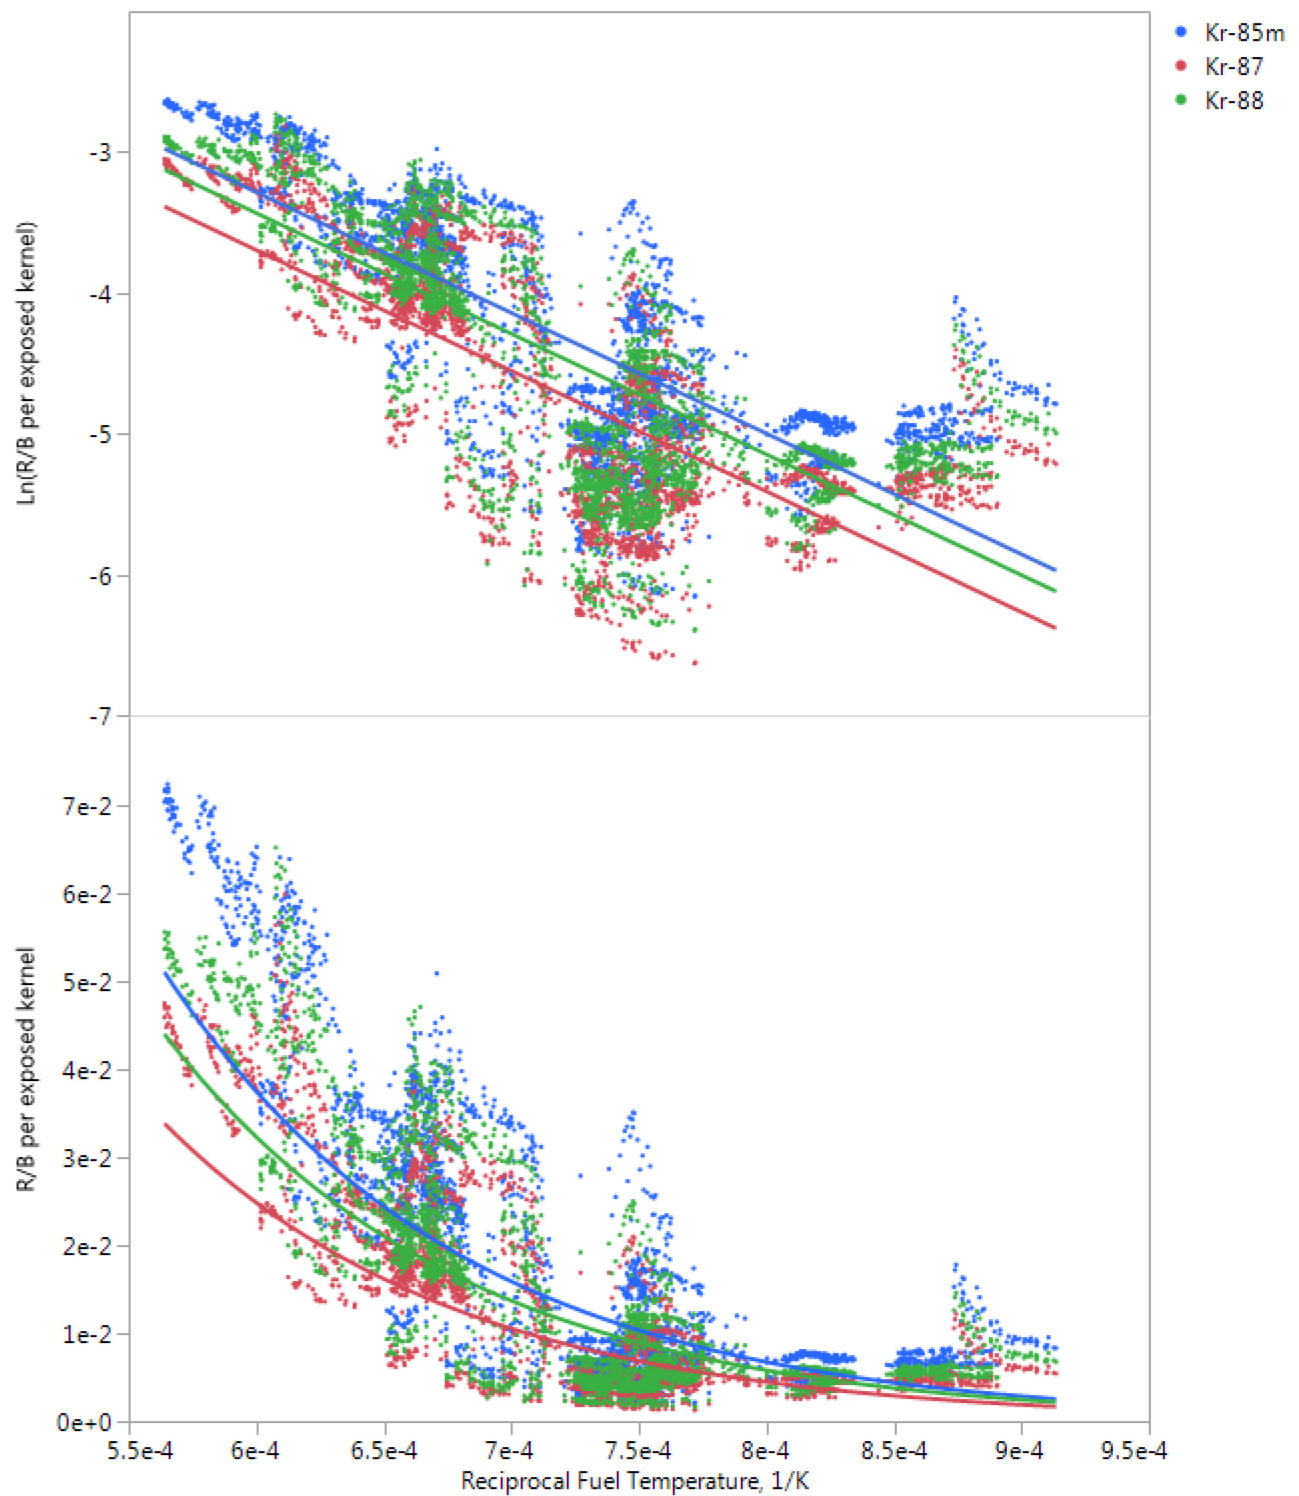 Kr-85m
Kr-87
Kr-88
Ln(R/B per exposed kernel)
-3
-4
-5
-6
-7
R/B per exposed kernel
7e-2
6e-2
5e-2
4e-2
3e-2
2e-2
1e-2
0e+0
5.5e-4 6e-4 6.5e-4 7e-4 7.5e-4 8e-4 8.5e-4 9e-4 9.5e-4
Reciprocal Fuel Temperature, 1/K